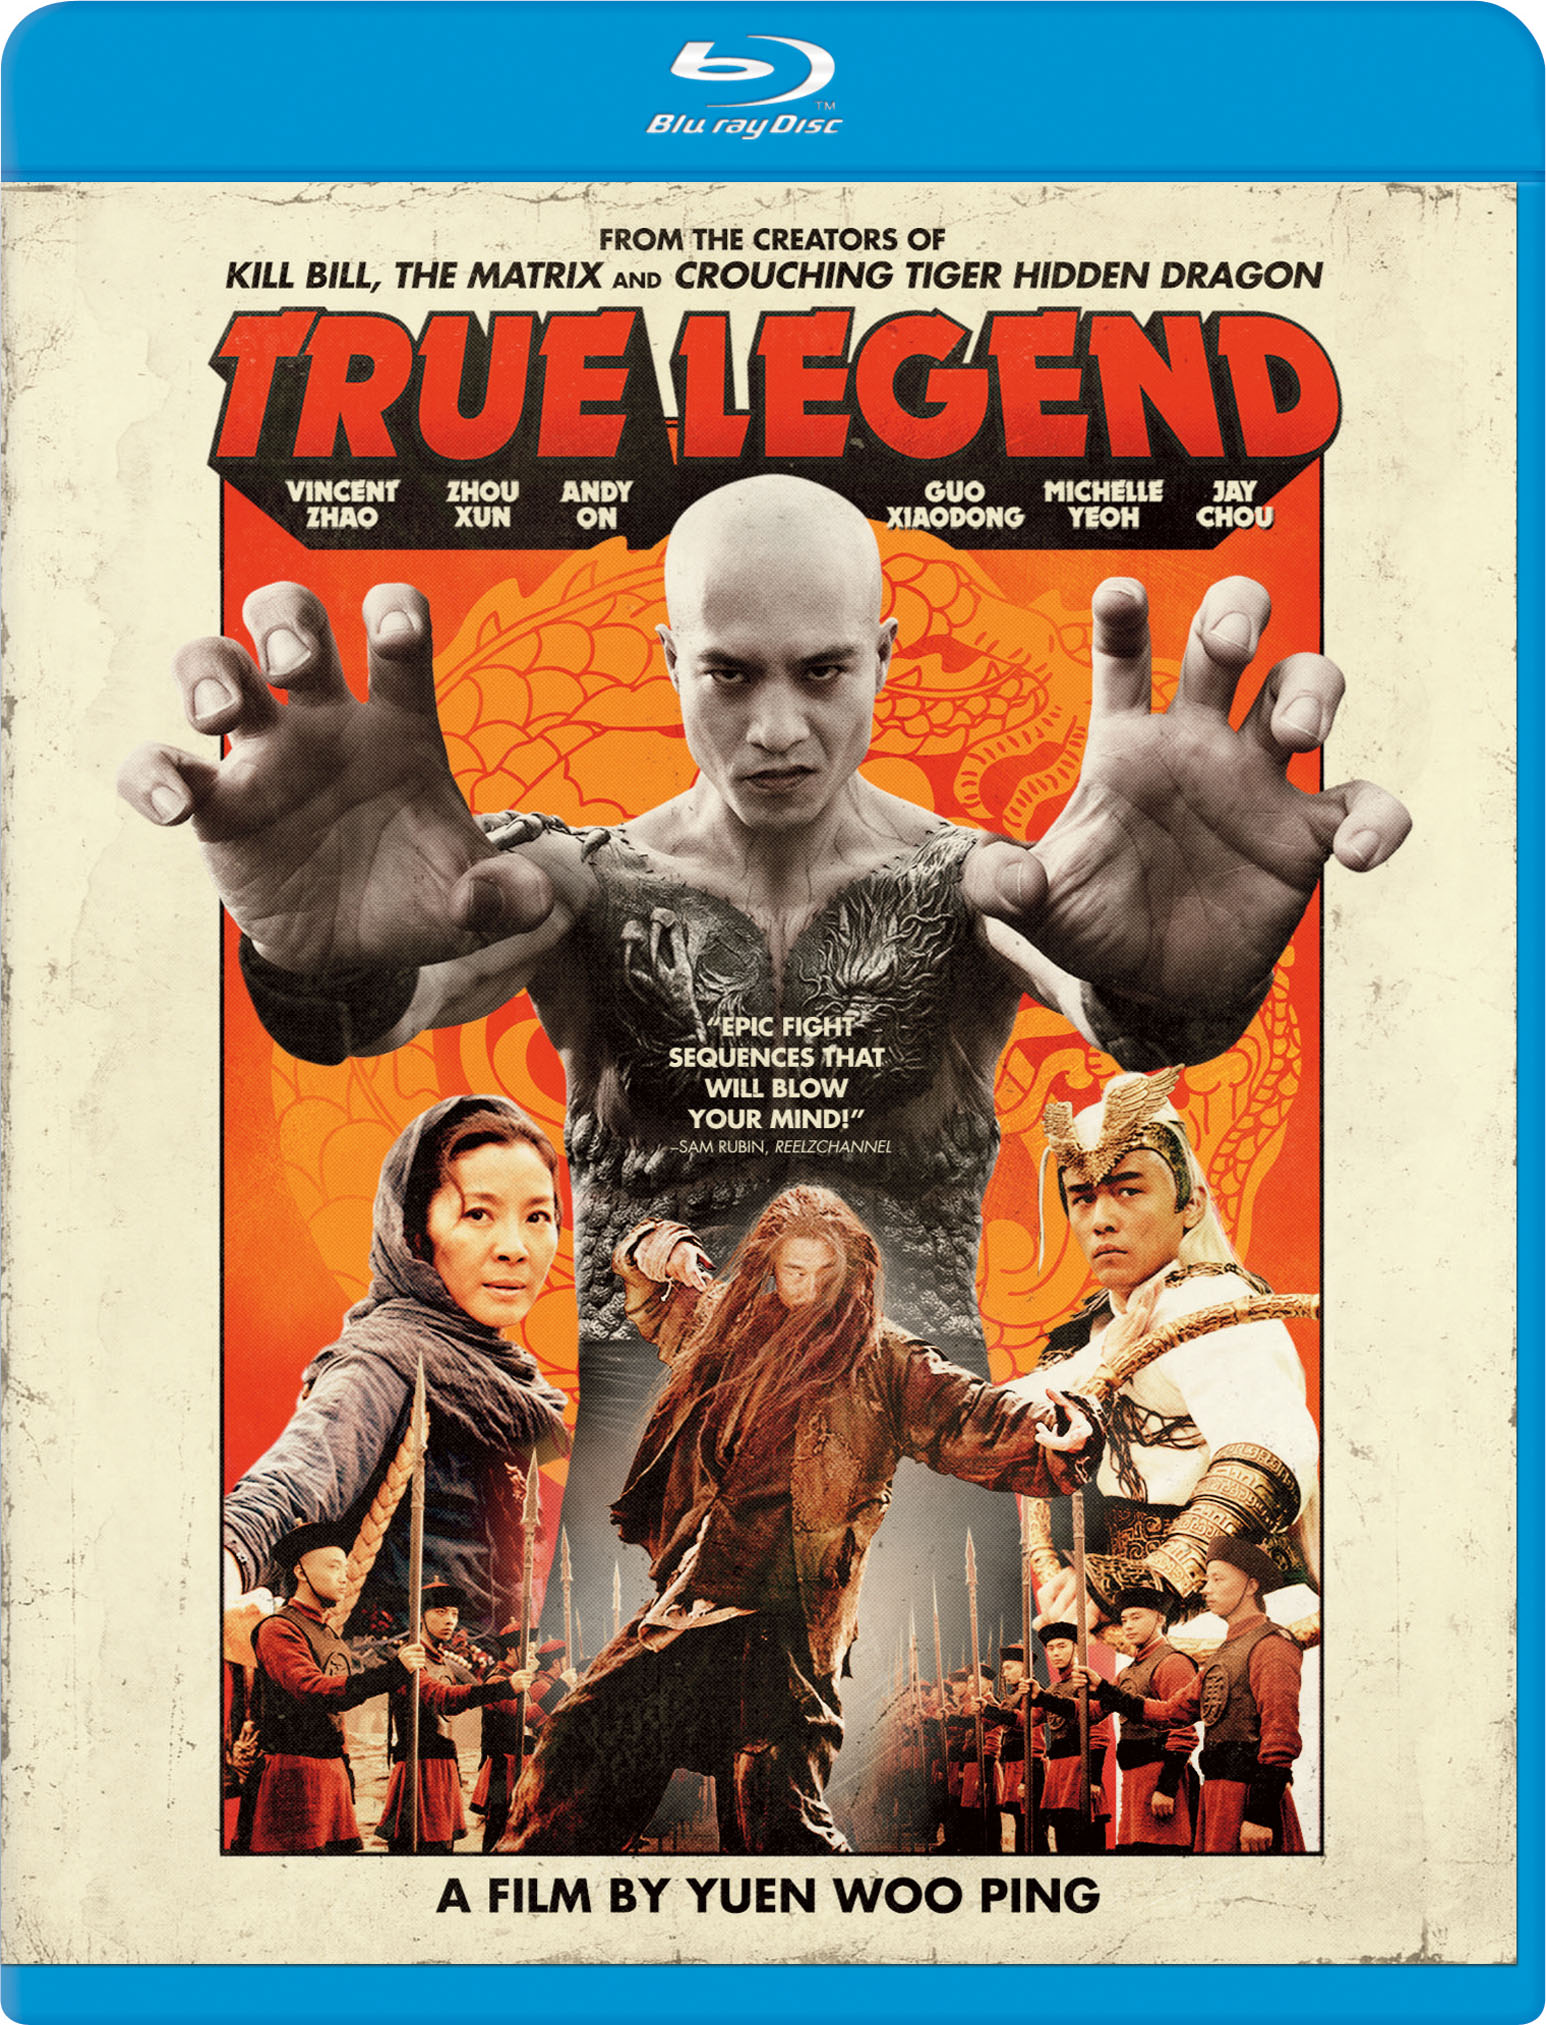 Blu-ray Disc
TM
FROM THE CREATORS OF
KILL BILL, THE MATRIX AND CROUCHING TIGER HIDDEN DRAGON
TRUE LEGEND
VINCENT ZHAO
ZHOU XUN
ANDY ON
GUO XIAODONG
MICHELLE YEOH
JAY CHOU
"EPIC FIGHT
SEQUENCES THAT
WILL BLOW
YOUR MIND!"
–SAM RUBIN, REELZCHANNEL
A FILM BY YUEN WOO PING